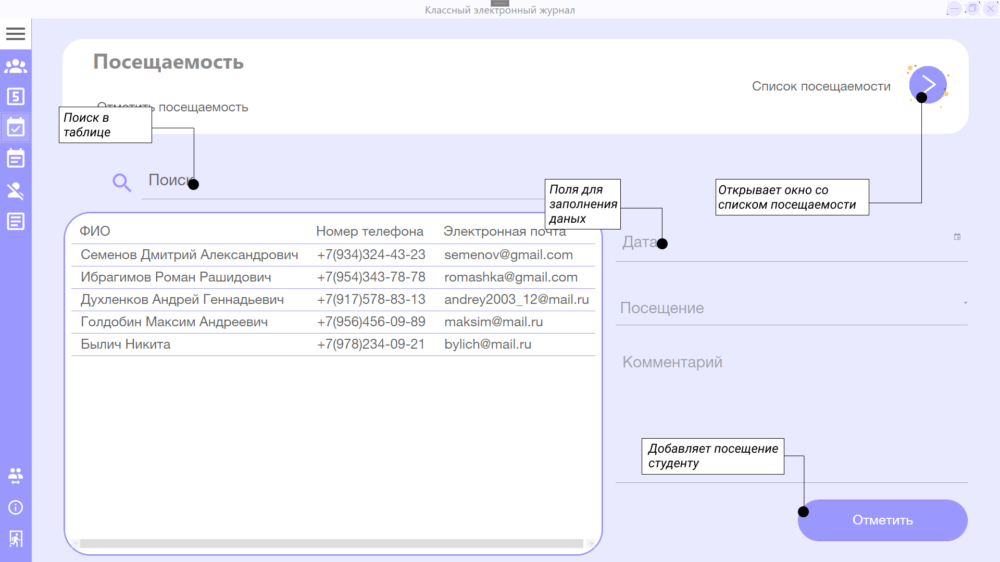 Классный электронный журнал
Посещаемость
Список посещаемости
Отметить посещаемость
Поиск в
таблице
Поиск
Поля для
заполнения
даных
Открывает окно со
списком посещаемости
ФИО Номер телефона Электронная почта
Семенов Дмитрий Александрович +7(934)324-43-23 semenov@gmail.com
Ибрагимов Роман Рашидович +7(954)343-78-78 romashka@gmail.com
Духленков Андрей Геннадьевич +7(917)578-83-13 andrey2003_12@mail.ru
Голдобин Максим Андреевич +7(956)456-09-89 maksim@mail.ru
Былич Никита +7(978)234-09-21 bylich@mail.ru
Дата
Посещение
Комментарий
Добавляет посещение
студенту
Отметить
5